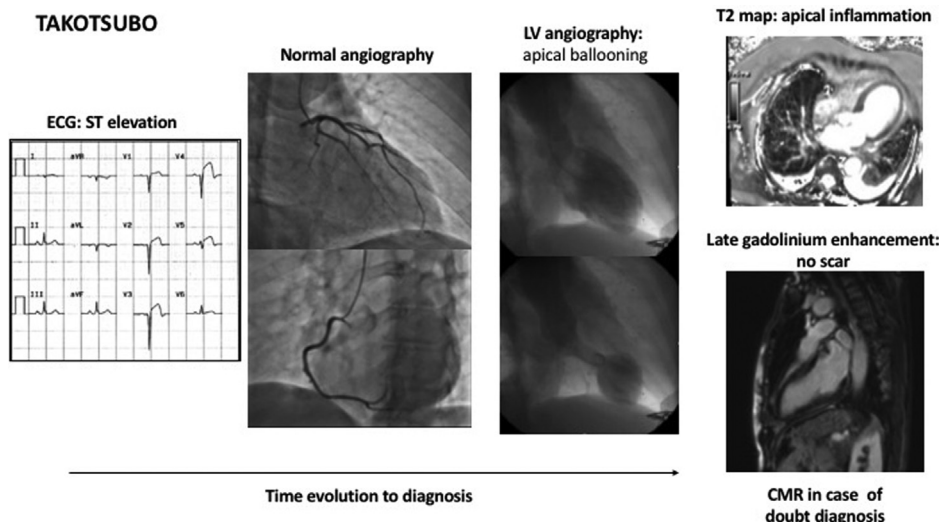 TAKOTSUBO
ECG: ST elevation
I aVR V1 V4
II aVL V2 V5
III aVF V3 V6
Normal angiography
LV angiography:
apical ballooning
T2 map: apical inflammation
Late gadolinium enhancement:
no scar
Time evolution to diagnosis
CMR in case of
doubt diagnosis